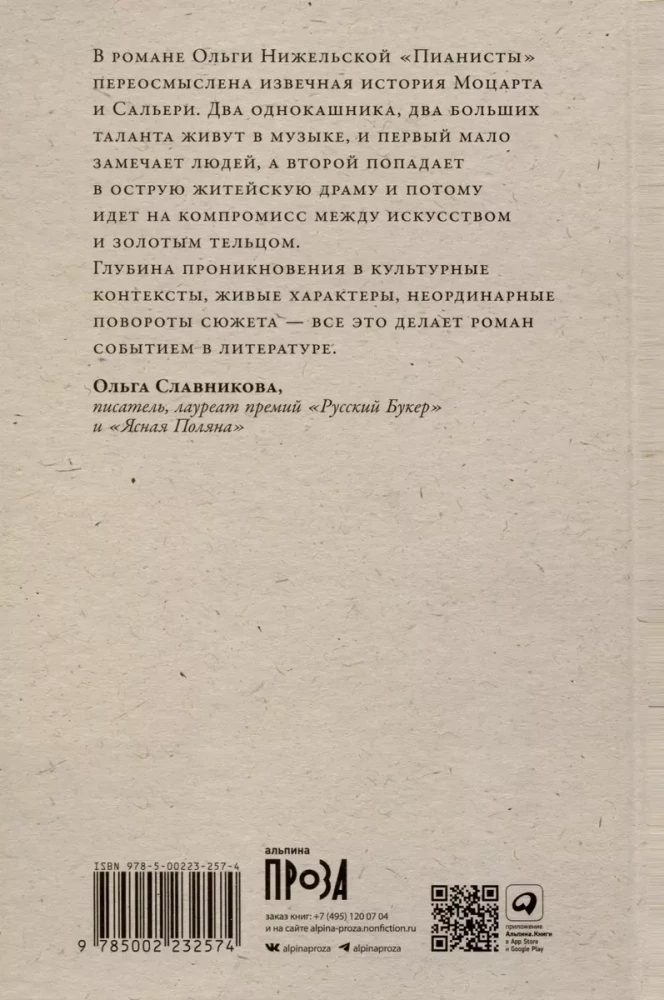 В РОМАНЕ ОЛЬГИ НИЖЕЛЬСКОЙ «ПИАНИСТЫ»
ПЕРЕОСМЫСЛЕНА ИЗВЕЧНАЯ ИСТОРИЯ МОЦАРТА
И САЛЬЕРИ. ДВА ОДНОКАШНИКА, ДВА БОЛЬШИХ
ТАЛАНТА ЖИВУТ В МУЗЫКЕ, И ПЕРВЫЙ МАЛО
ЗАМЕЧАЕТ ЛЮДЕЙ, А ВТОРОЙ ПОПАДАЕТ
В ОСТРУЮ ЖИТЕЙСКУЮ ДРАМУ И ПОТОМУ
ИДЕТ НА КОМПРОМИСС МЕЖДУ ИСКУССТВОМ
И ЗОЛОТЫМ ТЕЛЬЦОМ.
ГЛУБИНА ПРОНИКНОВЕНИЯ В КУЛЬТУРНЫЕ
КОНТЕКСТЫ, ЖИВЫЕ ХАРАКТЕРЫ, НЕОРДИНАРНЫЕ
ПОВОРОТЫ СЮЖЕТА — ВСЕ ЭТО ДЕЛАЕТ РОМАН
СОБЫТИЕМ В ЛИТЕРАТУРЕ.
Ольга Славникова,
писатель, лауреат премий «Русский Букер»
и «Ясная Поляна»
ISBN 978-5-00223-257-4
9 785002 232574
альпина
ПРОЗА
заказ книг: +7 (495) 120 07 04
и на сайте alpina-proza.nonfiction.ru
alpinaproza alpinaproza
приложение
Альпина.Книги
в App Store
и Google Play